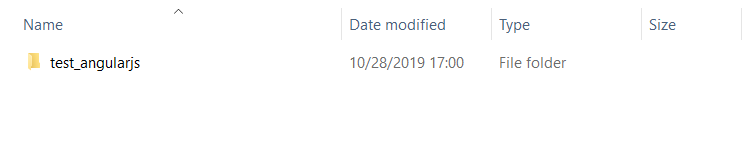 Name Date modified Type Size
test_angularjs 10/28/2019 17:00 File folder